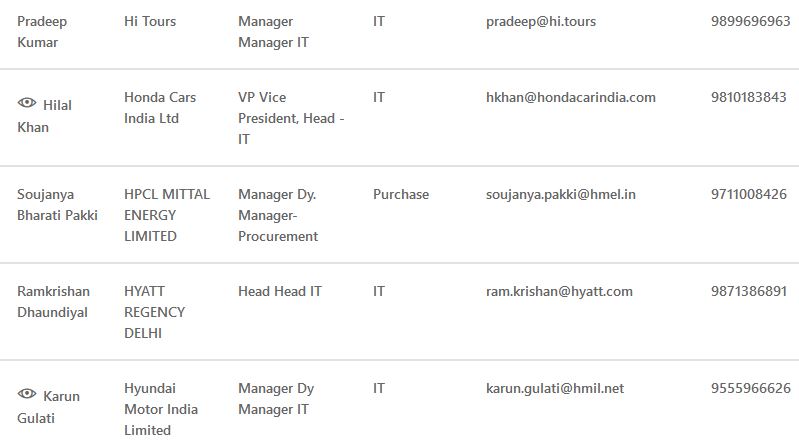 Pradeep Kumar Hi Tours Manager Manager IT IT pradeep@hi.tours 9899696963
Hilal Khan Honda Cars India Ltd VP Vice President, Head - IT IT hkhan@hondacarindia.com 9810183843
Soujanya Bharati Pakki HPCL MITTAL ENERGY LIMITED Manager Dy. Manager- Procurement Purchase soujanya.pakki@hmel.in 9711008426
Ramkrishan Dhaundiyal HYATT REGENCY DELHI Head Head IT IT ram.krishan@hyatt.com 9871386891
Karun Gulati Hyundai Motor India Limited Manager Dy Manager IT IT karun.gulati@hmil.net 9555966626